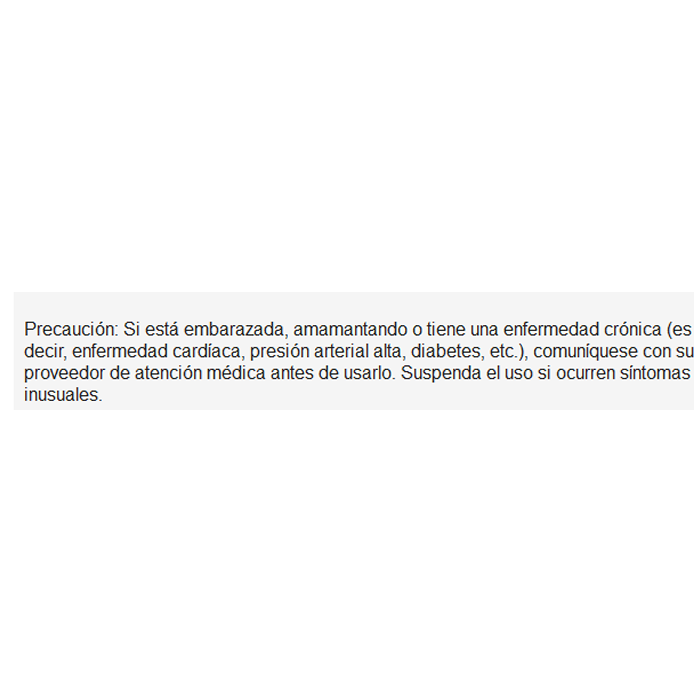 Precaución: Si está embarazada, amamantando o tiene una enfermedad crónica (es
decir, enfermedad cardíaca, presión arterial alta, diabetes, etc.), comuníquese con su
proveedor de atención médica antes de usarlo. Suspenda el uso si ocurren síntomas
inusuales.